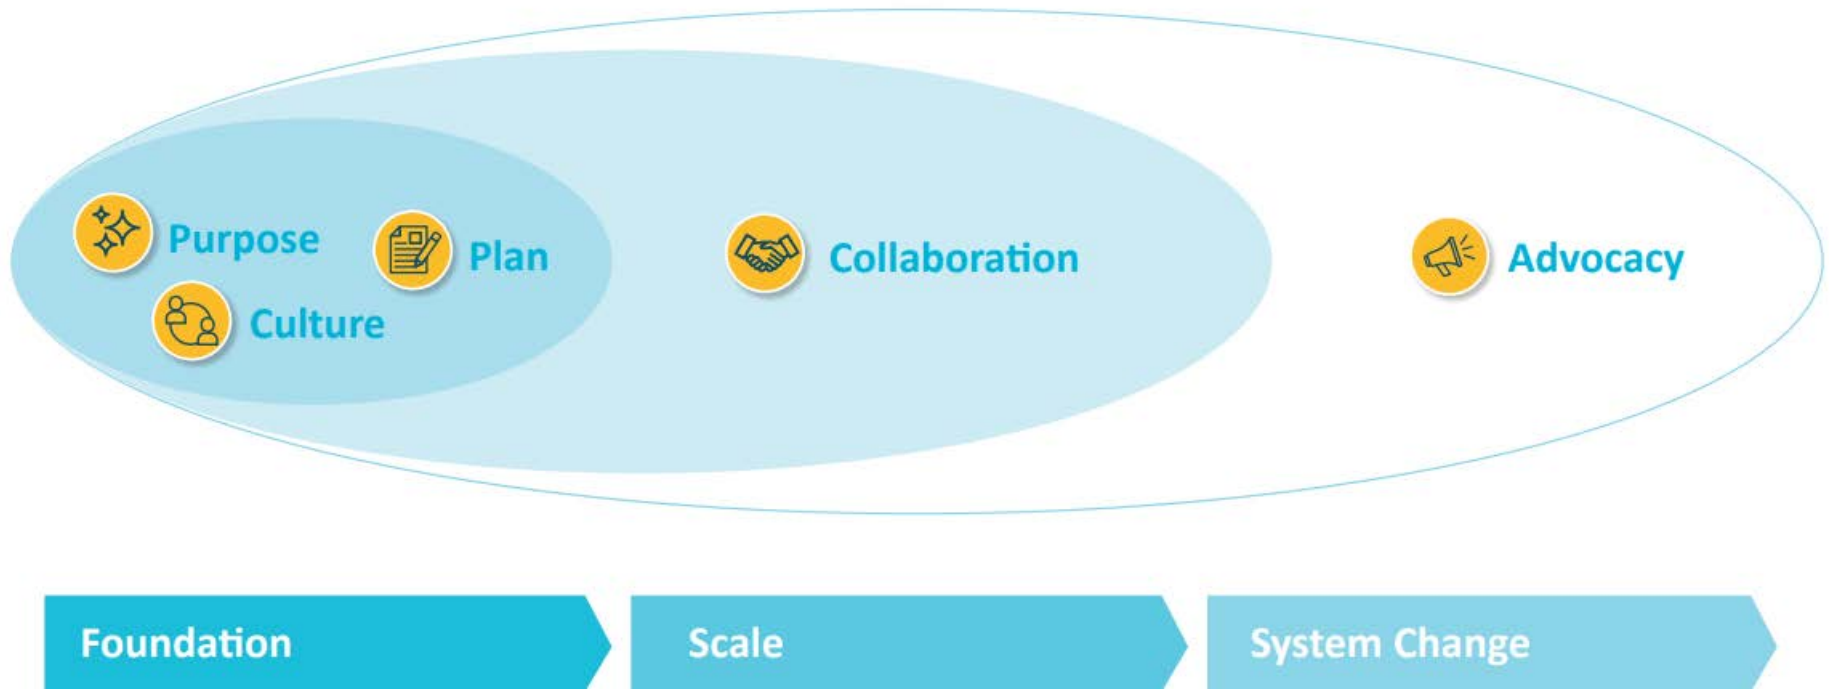 Purpose
Plan
Culture
Collaboration
Advocacy
Foundation
Scale
System Change